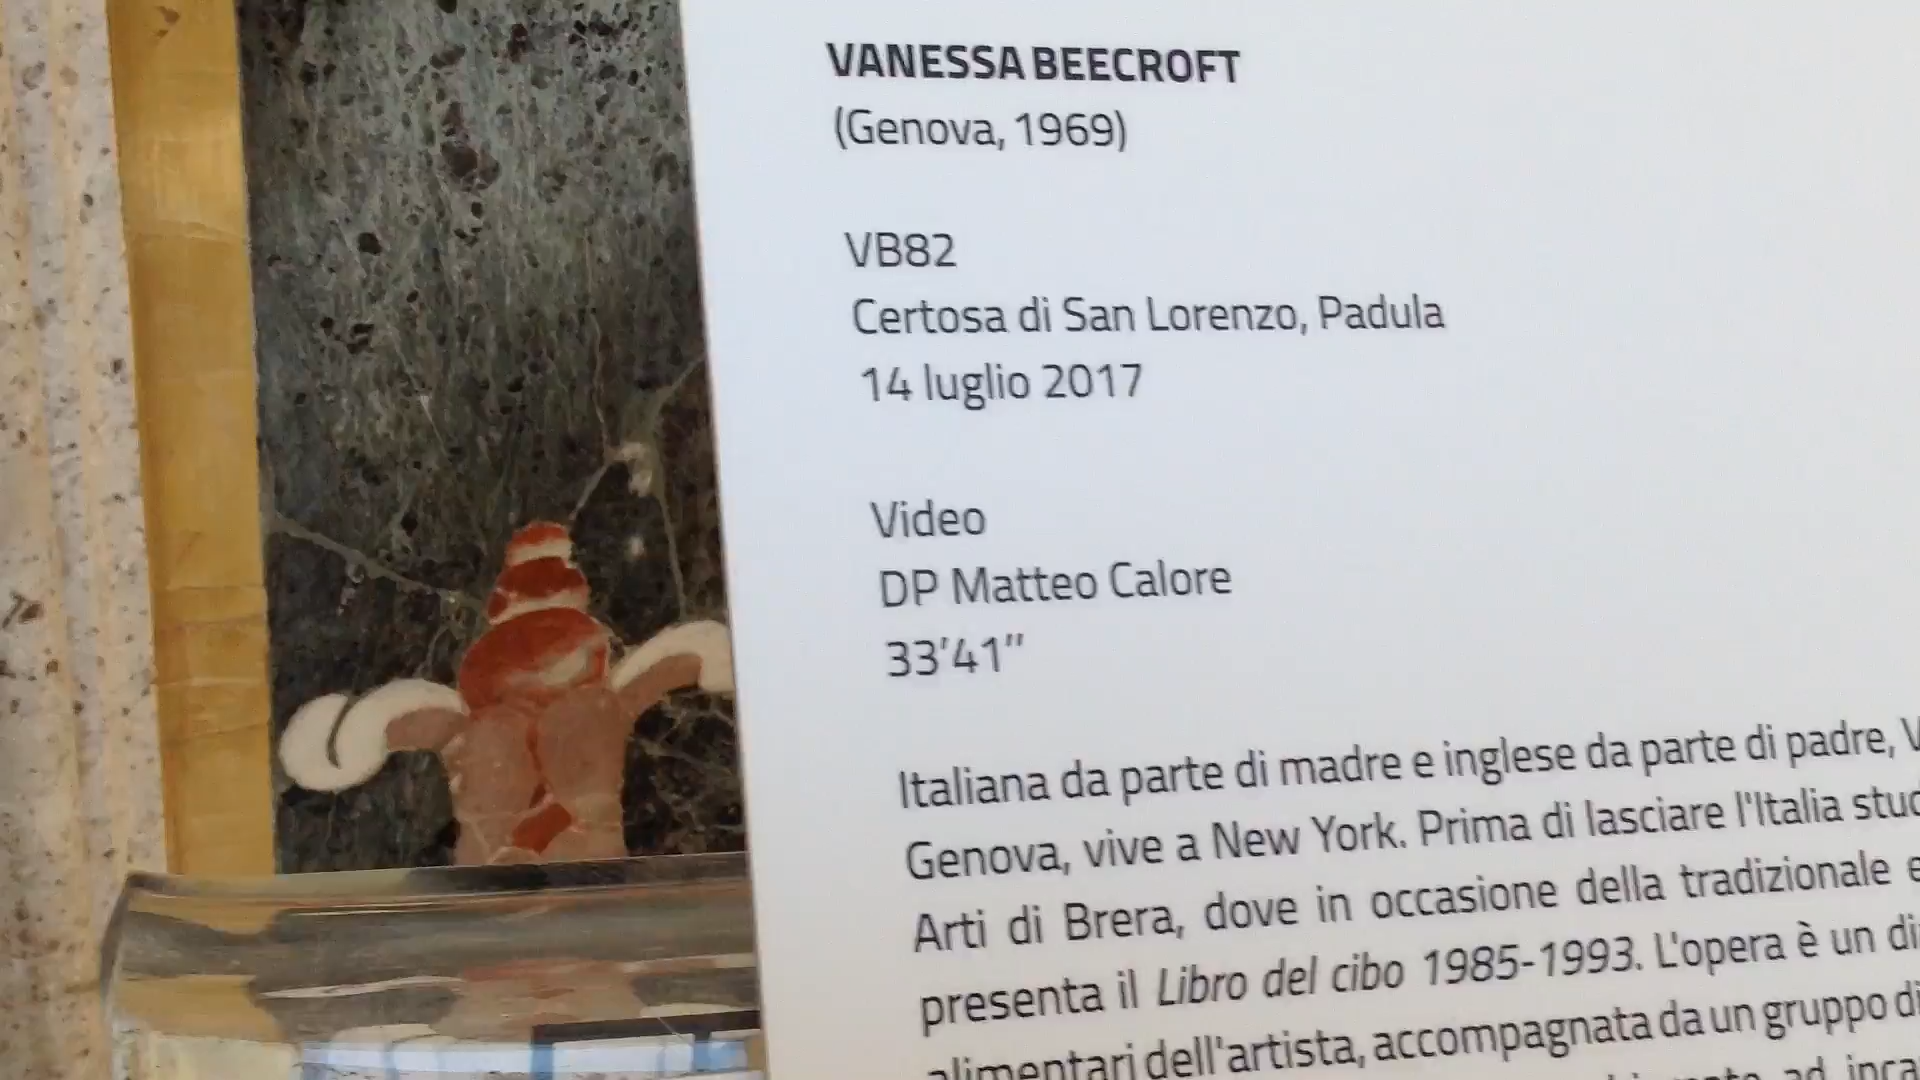 VANESSA BEECROFT
(Genova, 1969)
VB82
Certosa di San Lorenzo, Padula
14 luglio 2017
Video
DP Matteo Calore
33'41"
Italiana da parte di madre e inglese da parte di padre,
Genova, vive a New York. Prima di lasciare l'Italia
Arti di Brera, dove in occasione della tradizionale
presenta il Libro del cibo 1985-1993. L'opera è un
alimentari dell'artista, accompagnata da un gruppo di
ad